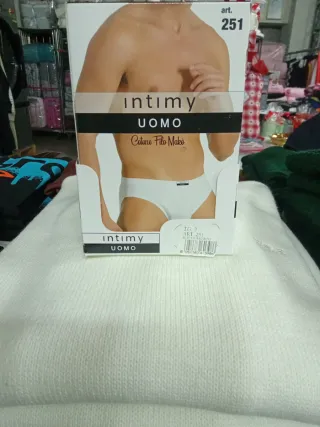 art.
251
intimy
UOMO
Cotone Filo Makò
intimy
UOMO